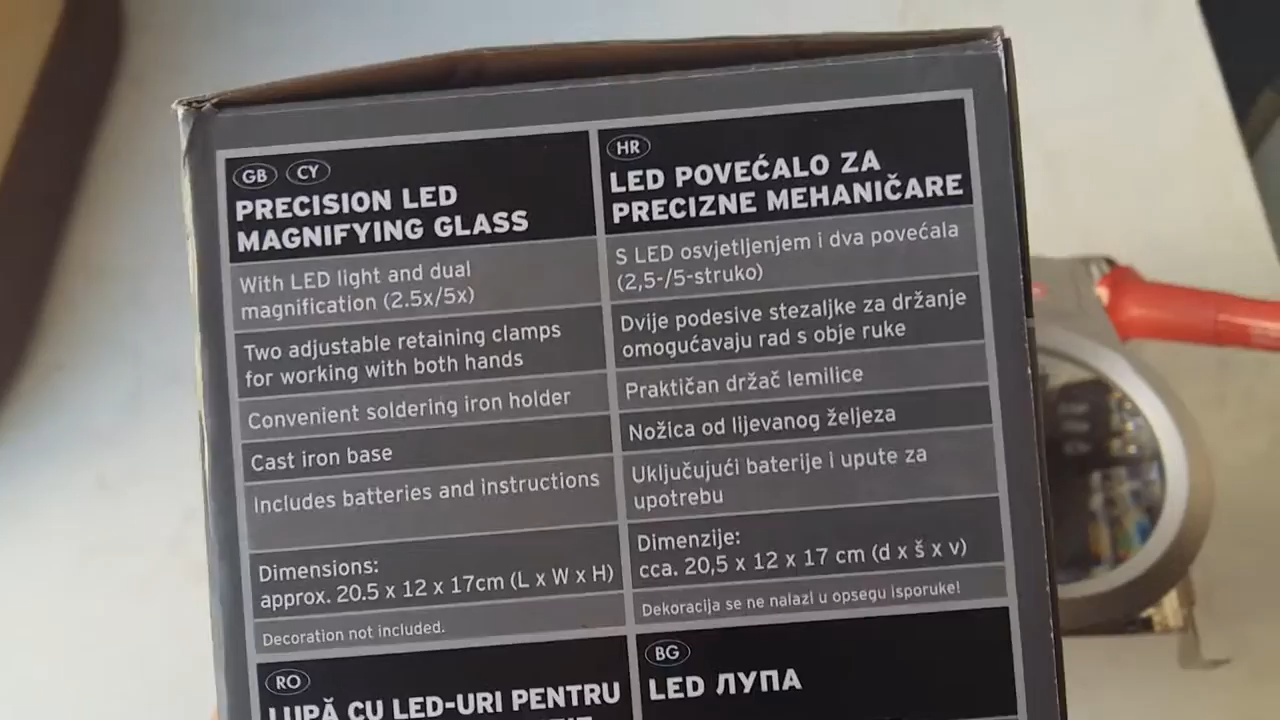 GB CY
PRECISION LED
MAGNIFYING GLASS
With LED light and dual
magnification (2.5x/5x)
Two adjustable retaining clamps
for working with both hands
Convenient soldering iron holder
Cast iron base
Includes batteries and instructions
Dimensions:
approx. 20.5 x 12 x 17cm (L x W x H)
Decoration not included.
HR
LED POVEĆALO ZA
PRECIZNE MEHANIČARE
S LED osvjetljenjem i dva povećala
(2,5-/5-struko)
Dvije podesive stezaljke za držanje
omogućavaju rad s obje ruke
Praktičan držač lemilice
Nožica od lijevanog željeza
Uključujući baterije i upute za
upotrebu
Dimenzije:
cca. 20,5 x 12 x 17 cm (d x š x v)
Dekoracija se ne nalazi u opsegu isporuke!
RO
LUPĂ CU LED-URI PENTRU
BG
LED ЛУПА